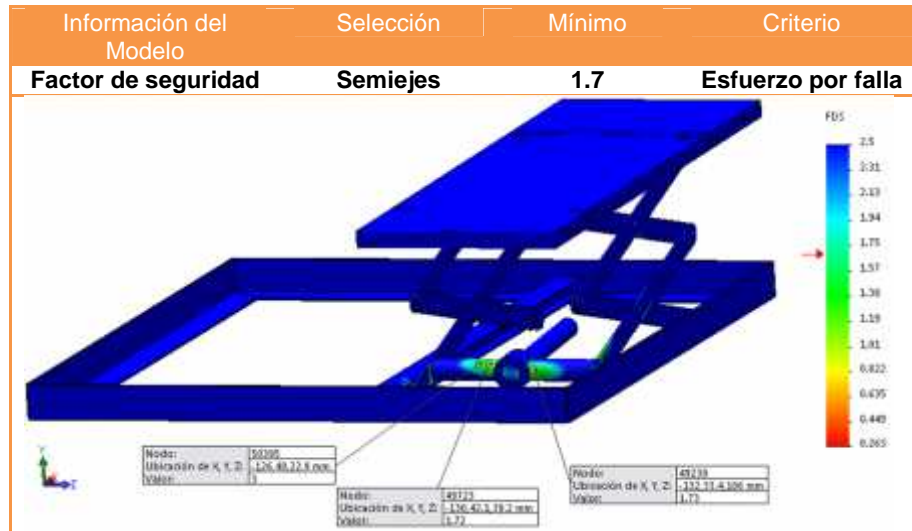 Información del Modelo
Selección
Mínimo
Criterio
Factor de seguridad
Semiejes
1.7
Esfuerzo por falla
FDS
2.5
2.31
2.13
1.94
1.75
1.57
1.38
1.19
1.01
0.822
0.635
0.449
0.265
Nodo:
Ubicación de X, Y, Z:
Valor:
3
Nodo:
49723
Ubicación de X, Y, Z:
Valor:
1.72
Nodo:
49239
Ubicación de X, Y, Z:
Valor:
1.73